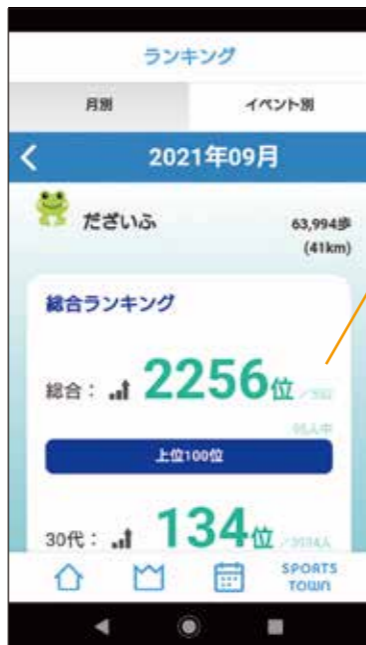 ランキング
月別 イベント別
2021年09月
だざいふ 63,994歩
(41km)
総合ランキング
総合: 2256位
上位100位
30代: 134位
SPORTS
TOWN